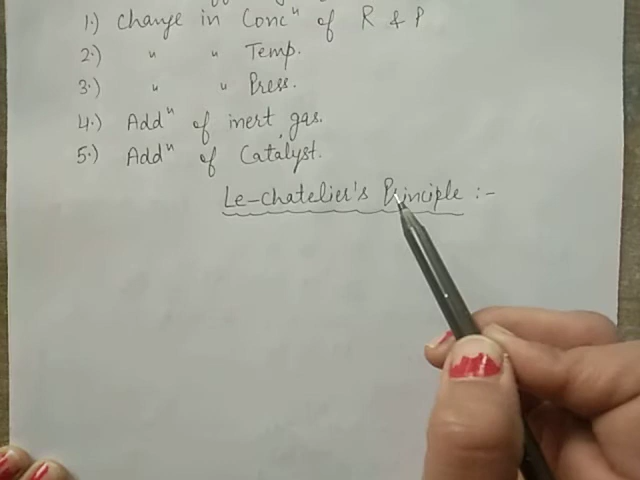 1.) Change in Concⁿ of R & P
2.) " " Temp.
3.) " " Press.
4.) Addⁿ of inert gas.
5.) Addⁿ of Catalyst.
Le-chatelier's Principle :-